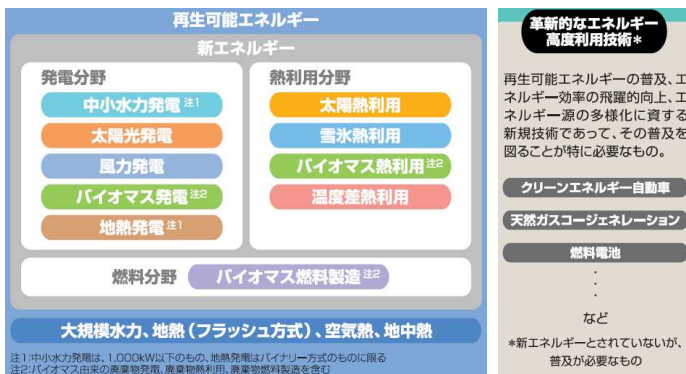 再生可能エネルギー
新エネルギー
発電分野
中小水力発電 注1
太陽光発電
風力発電
バイオマス発電 注2
地熱発電 注1
熱利用分野
太陽熱利用
雪氷熱利用
バイオマス熱利用 注2
温度差熱利用
燃料分野
バイオマス燃料製造 注2
大規模水力、地熱（フラッシュ方式）、空気熱、地中熱
注1:中小水力発電は、1,000kW以下のもの、地熱発電はバイナリー方式のものに限る
注2:バイオマス由来の廃棄物発電、廃棄物熱利用、廃棄物燃料製造を含む
革新的なエネルギー
高度利用技術*
再生可能エネルギーの普及、エ
ネルギー効率の飛躍的向上、エ
ネルギー源の多様化に資する
新規技術であって、その普及を
図ることが特に必要なもの。
クリーンエネルギー自動車
天然ガスコージェネレーション
燃料電池
・
・
・
など
*新エネルギーとされていないが、
普及が必要なもの